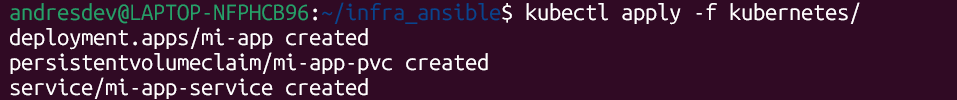 andresdev@LAPTOP-NFPHCB96:~/infra_ansible$ kubectl apply -f kubernetes/
deployment.apps/mi-app created
persistentvolumeclaim/mi-app-pvc created
service/mi-app-service created